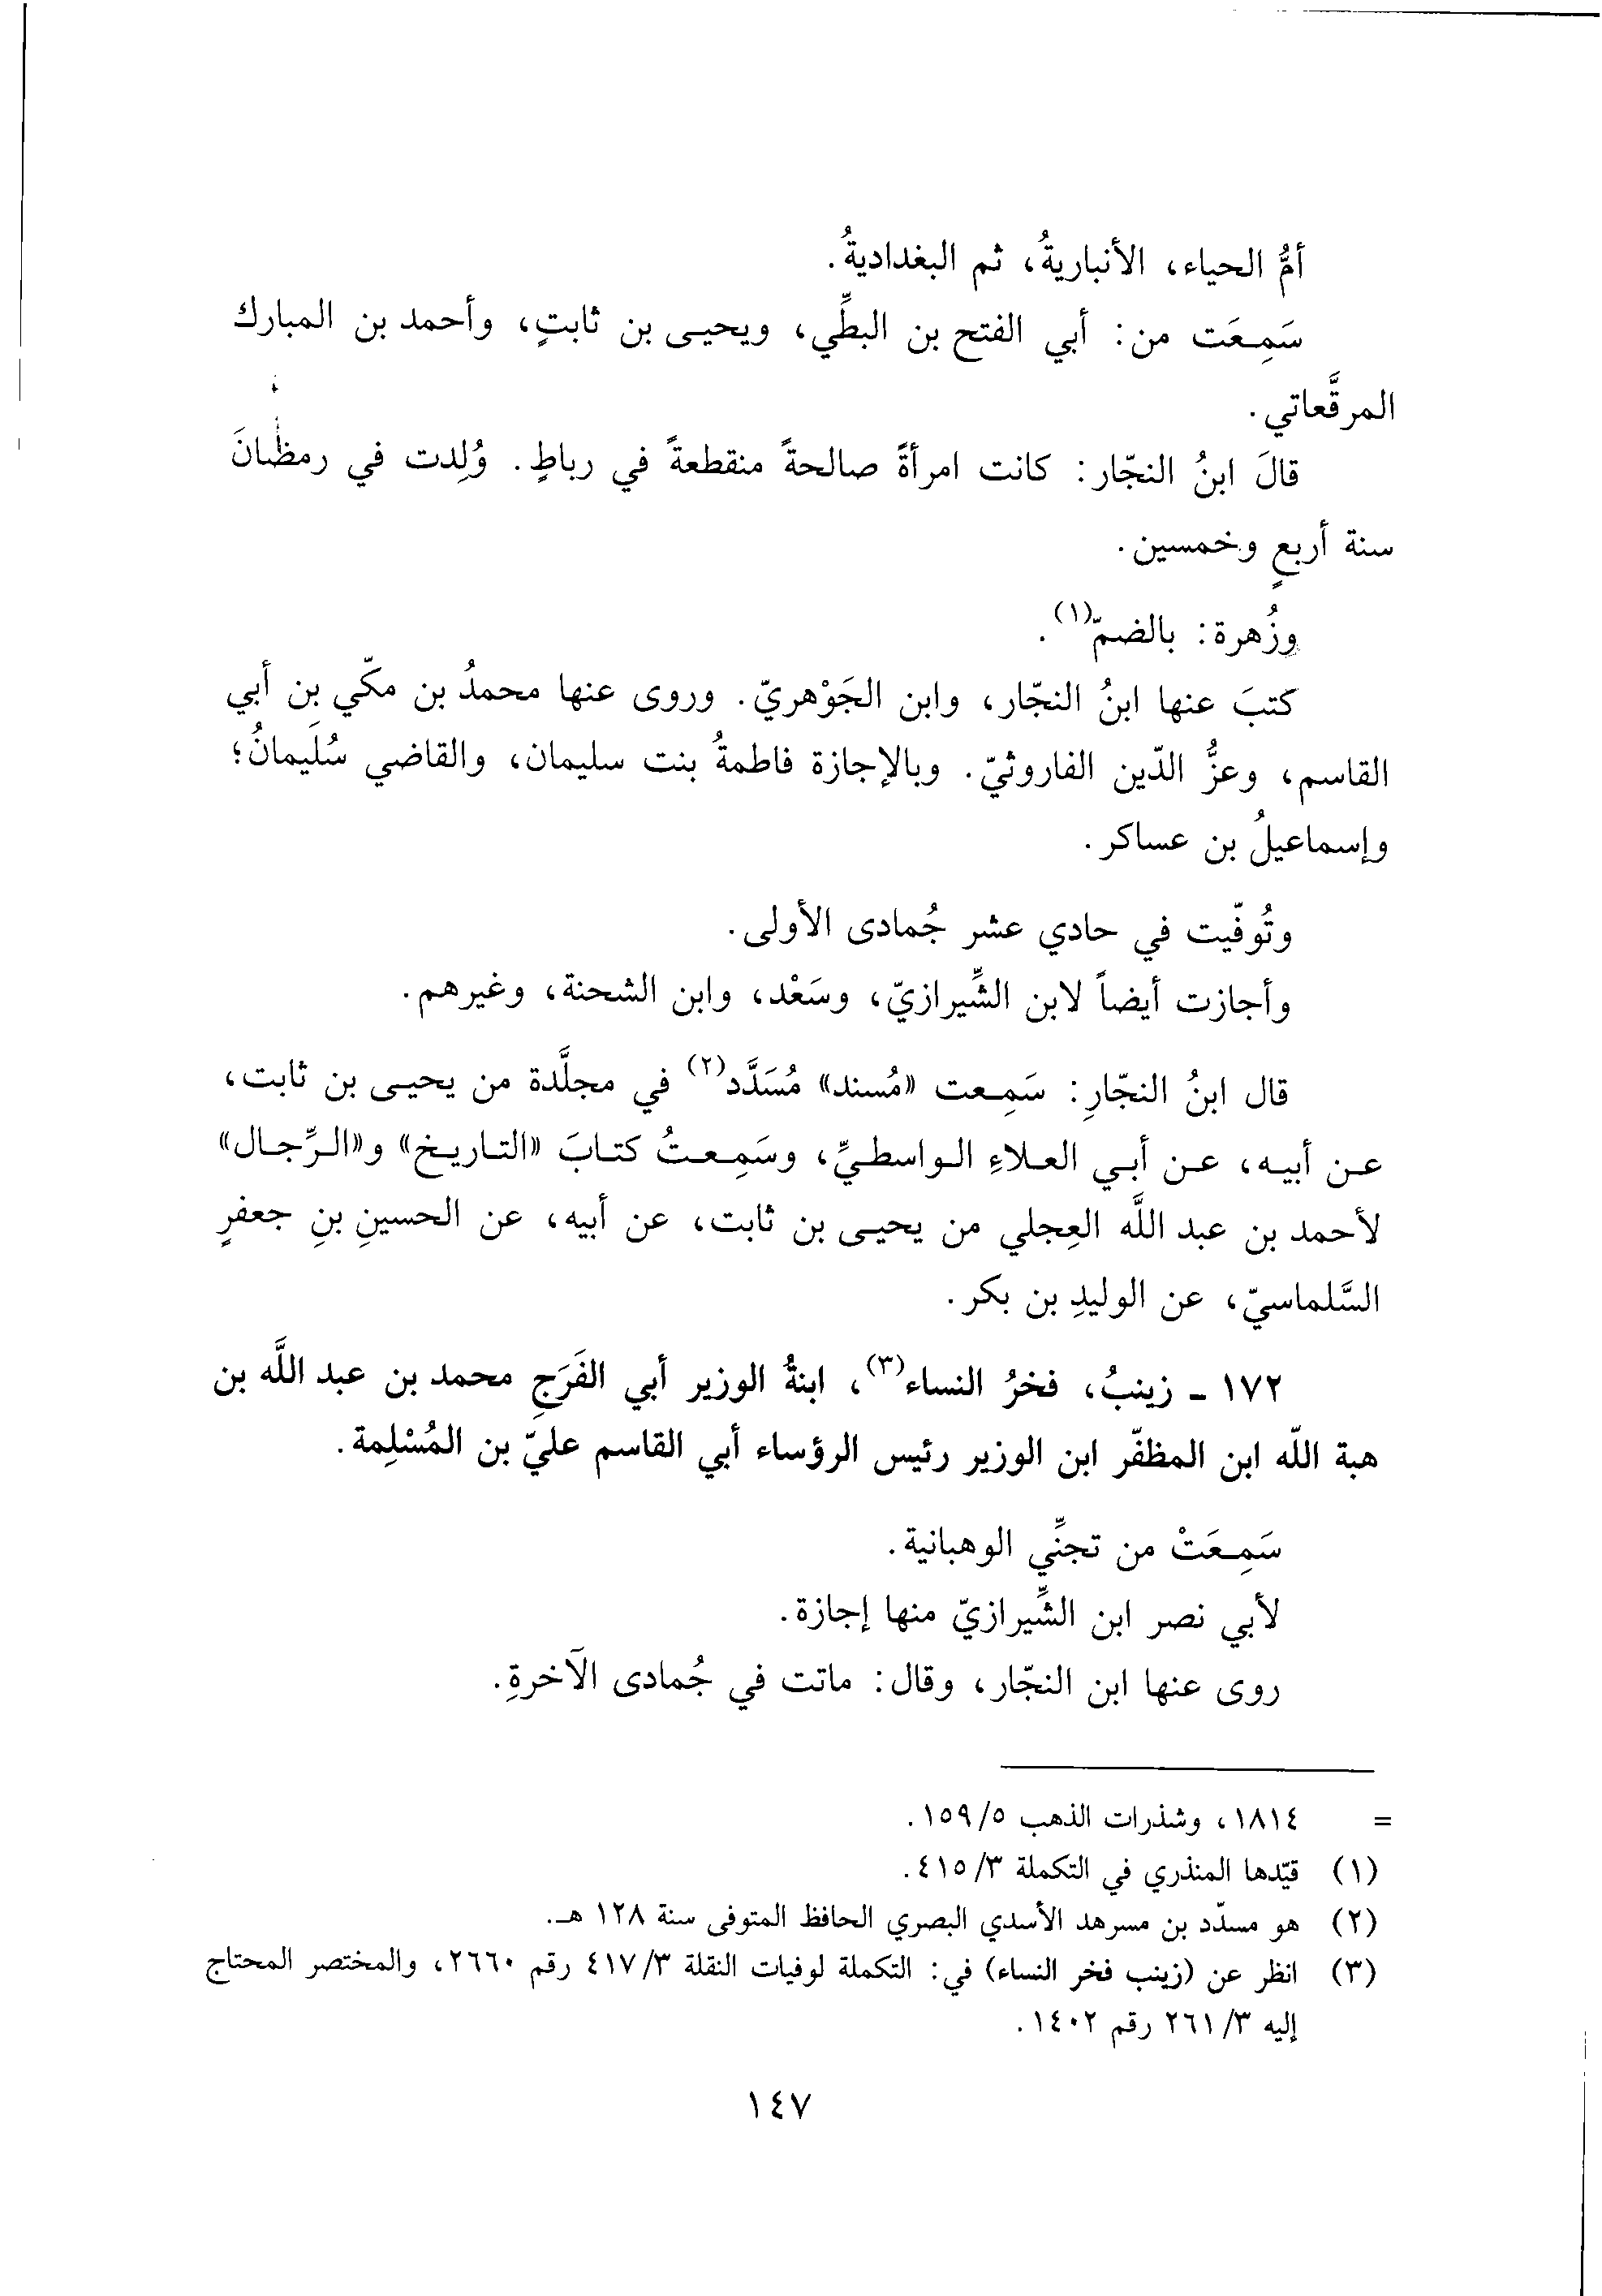 أمُّ الحياء، الأنباريةُ، ثم البغداديةُ.
سَمِعَت من: أبي الفتح بن البطِّي، ويحيى بن ثابتٍ، وأحمد بن المبارك
المرقَّعاتي.
قالَ ابنُ النجّار: كانت امرأةً صالحةً منقطعةً في رباطٍ. وُلِدت في رمظانَ
سنة أربعٍ وخمسين.
وزُهرة: بالضمّ(١).
كتبَ عنها ابنُ النجّار، وابن الجَوْهريّ. وروى عنها محمدُ بن مكّي بن أبي
القاسم، وعزُّ الدّين الفاروثيّ. وبالإجازة فاطمةُ بنت سليمان، والقاضي سُلَيمانُ؛
وإسماعيلُ بن عساكر.
وتُوفّيت في حادي عشر جُمادى الأولى.
وأجازت أيضاً لابن الشِّيرازيّ، وسَعْد، وابن الشحنة، وغيرهم.
قال ابنُ النجّارِ: سَمِعت «مُسند» مُسَدَّد(٢) في مجلَّدة من يحيى بن ثابت،
عن أبيه، عن أبي العلاءِ الواسطيِّ، وسَمِعتُ كتابَ «التاريخ» و«الرِّجال»
لأحمد بن عبد اللَّه العِجلي من يحيى بن ثابت، عن أبيه، عن الحسينِ بنِ جعفرٍ
السَّلماسيّ، عن الوليدِ بن بكر.
١٧٢ - زينبُ، فخرُ النساء(٣)، ابنةُ الوزير أبي الفَرَجِ محمد بن عبد اللَّه بن
هبة اللّه ابن المظفّر ابن الوزير رئيس الرؤساء أبي القاسم عليّ بن المُسْلِمة.
سَمِعَتْ من تجنِّي الوهبانية.
لأبي نصر ابن الشِّيرازيّ منها إجازة.
روى عنها ابن النجّار، وقال: ماتت في جُمادى الآخرةِ.
= ١٨١٤، وشذرات الذهب ١٥٩/٥.
(١) قيّدها المنذري في التكملة ٤١٥/٣.
(٢) هو مسدّد بن مسرهد الأسدي البصري الحافظ المتوفى سنة ١٢٨ هـ.
(٣) انظر عن (زينب فخر النساء) في: التكملة لوفيات النقلة ٤١٧/٣ رقم ٢٦٦٠، والمختصر المحتاج
إليه ٢٦١/٣ رقم ١٤٠٢.
١٤٧